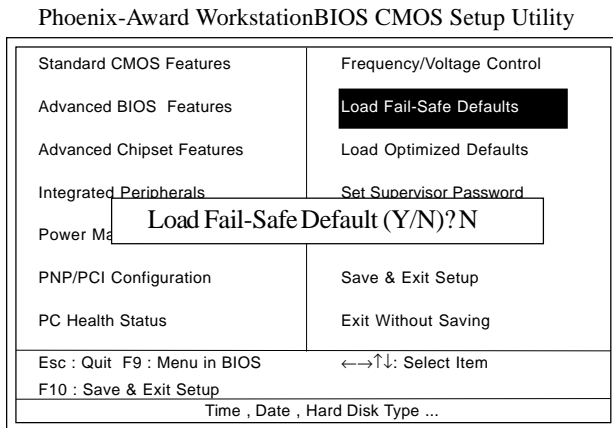 Phoenix-Award WorkstationBIOS CMOS Setup Utility
Standard CMOS Features
Advanced BIOS Features
Advanced Chipset Features
Integrated Peripherals
Power Ma
PNP/PCI Configuration
PC Health Status
Frequency/Voltage Control
Load Fail-Safe Defaults
Load Optimized Defaults
Set Supervisor Password
Save & Exit Setup
Exit Without Saving
Load Fail-Safe Default (Y/N)? N
Esc : Quit F9 : Menu in BIOS
←→↑↓: Select Item
F10 : Save & Exit Setup
Time , Date , Hard Disk Type ...